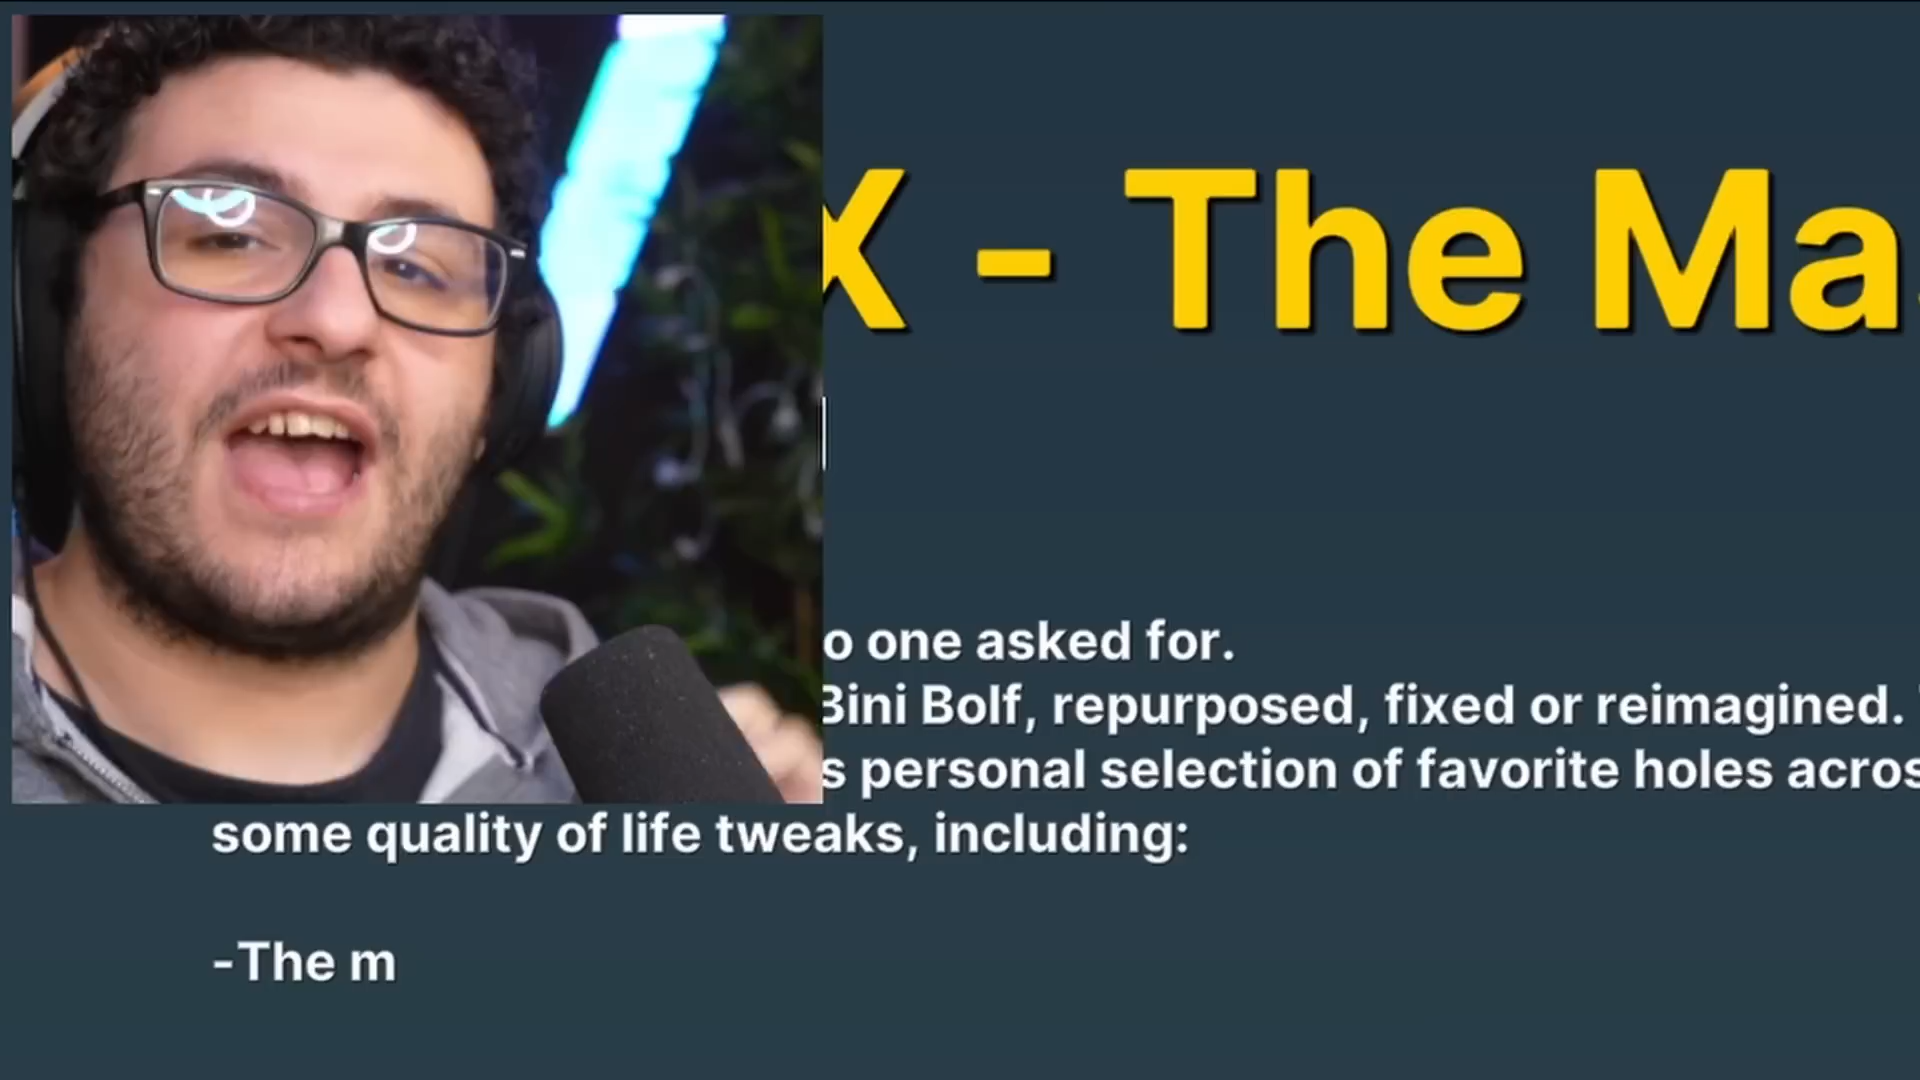 X - The Mas
o one asked for.
Bini Bolf, repurposed, fixed or reimagined.
s personal selection of favorite holes acros
some quality of life tweaks, including:
-The m